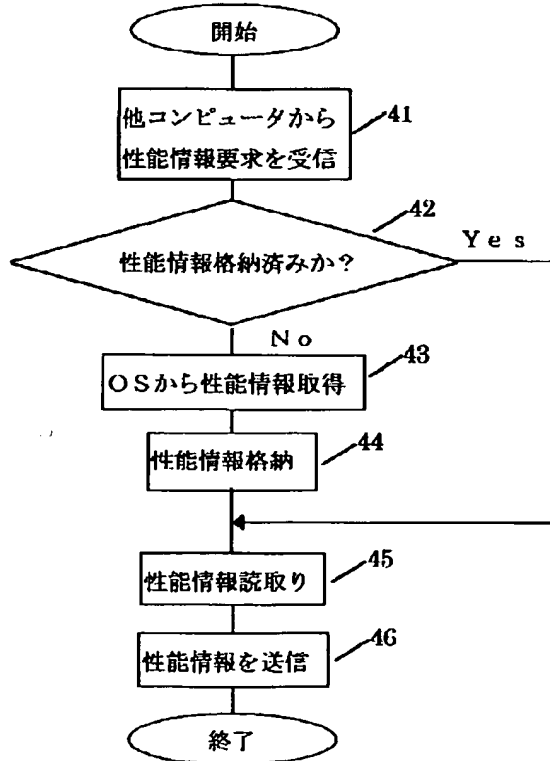 開始
他コンピュータから
性能情報要求を受信
41
42
性能情報格納済みか?
Yes
No
43
OSから性能情報取得
44
性能情報格納
45
性能情報読取り
46
性能情報を送信
終了